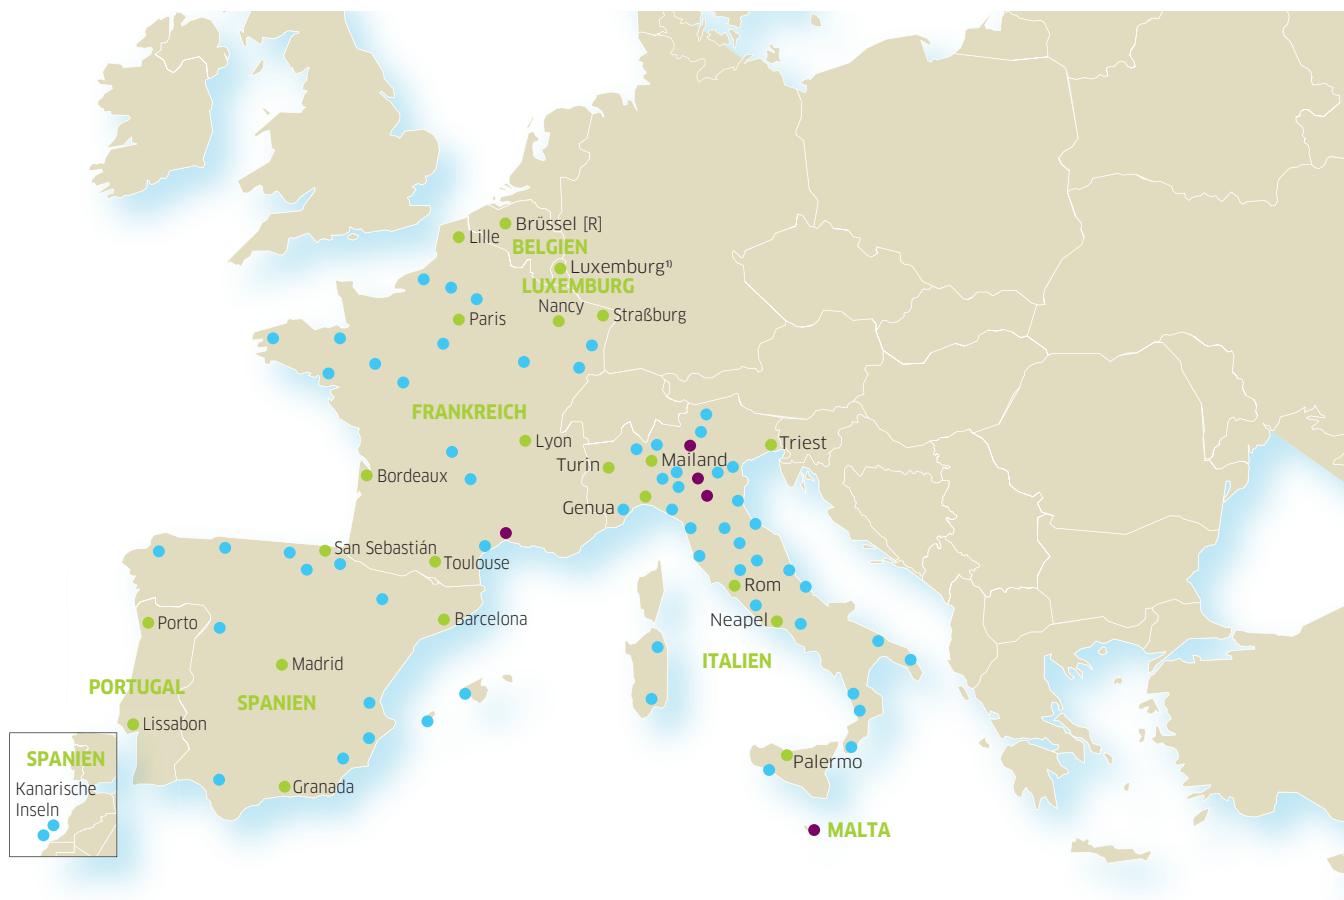 Brüssel [R]
Lille
BELGIEN
Luxemburg¹⁾
LUXEMBURG
Nancy
Paris
Straßburg
FRANKREICH
Lyon
Triest
Turin
Mailand
Bordeaux
Genua
San Sebastián
Toulouse
Rom
Porto
Barcelona
Neapel
Madrid
ITALIEN
PORTUGAL
SPANIEN
Lissabon
SPANIEN
Palermo
Kanarische
Inseln
Granada
MALTA